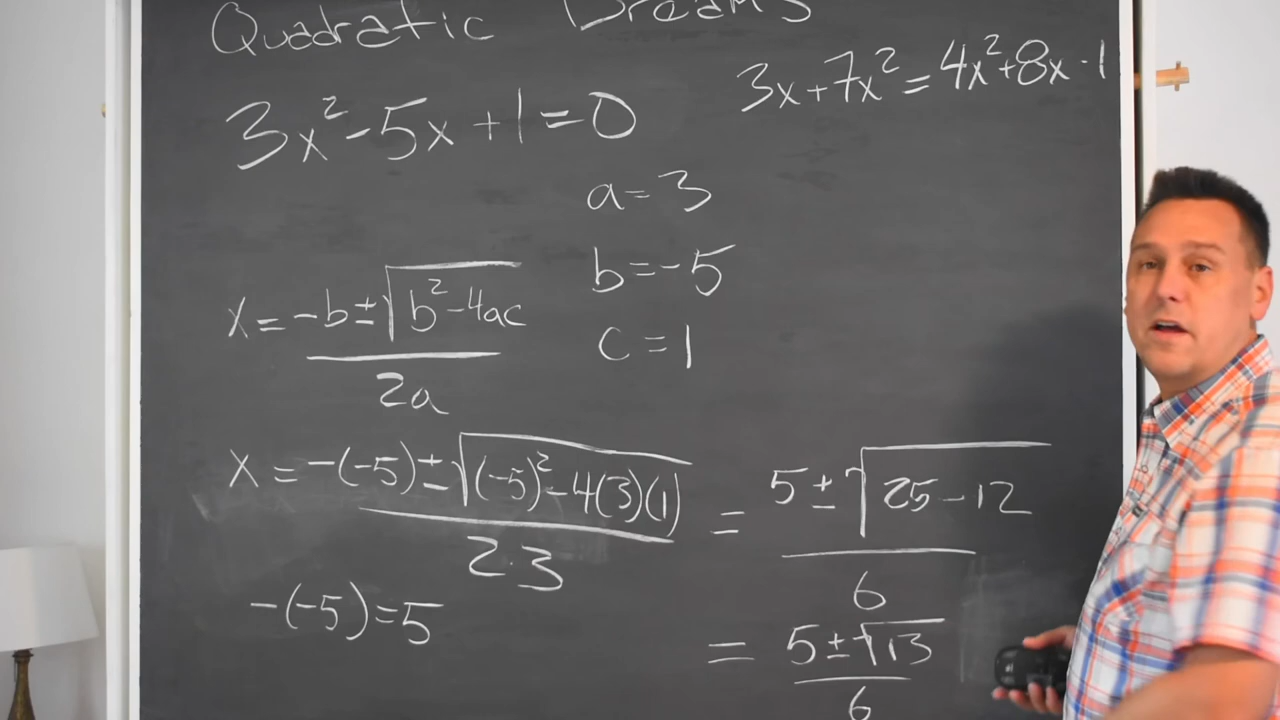 Quadratic Dreams
3x+7x²=4x²+8x-1
3x²-5x+1=0
a=3
b=-5
c=1
x=-b±√b²-4ac
2a
x=-(-5)±√(-5)²-4(3)(1)
2·3
=5±√25-12
6
-(-5)=5
=5±√13
6